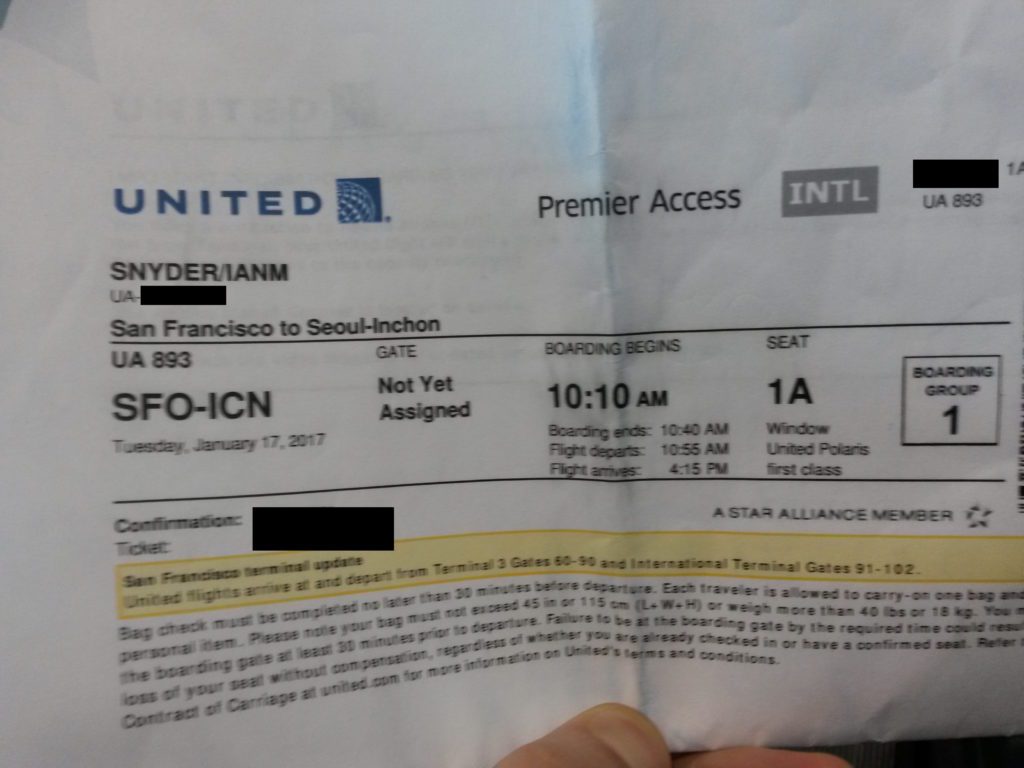 UNITED
Premier Access
INTL
1A
UA 893
SNYDER/IANM
UA-
San Francisco to Seoul-Inchon
UA 893
GATE
BOARDING BEGINS
SEAT
BOARDING GROUP
SFO-ICN
Not Yet
Assigned
10:10 AM
1A
1
Tuesday, January 17, 2017
Boarding ends: 10:40 AM
Window
Flight departs: 10:55 AM
United Polaris
Flight arrives: 4:15 PM
first class
Confirmation:
A STAR ALLIANCE MEMBER
Ticket:
San Francisco terminal update
United flights arrive at and depart from Terminal 3 Gates 60-90 and International Terminal Gates 91-102.
Bag check must be completed no later than 30 minutes before departure. Each traveler is allowed to carry-on one bag and
personal item. Please note your bag must not exceed 45 in or 115 cm (L+W+H) or weigh more than 40 lbs or 18 kg. You m
the boarding gate at least 30 minutes prior to departure. Failure to be at the boarding gate by the required time could resul
loss of your seat without compensation, regardless of whether you are already checked in or have a confirmed seat. Refer
Contract of Carriage at united.com for more information on United's terms and conditions.